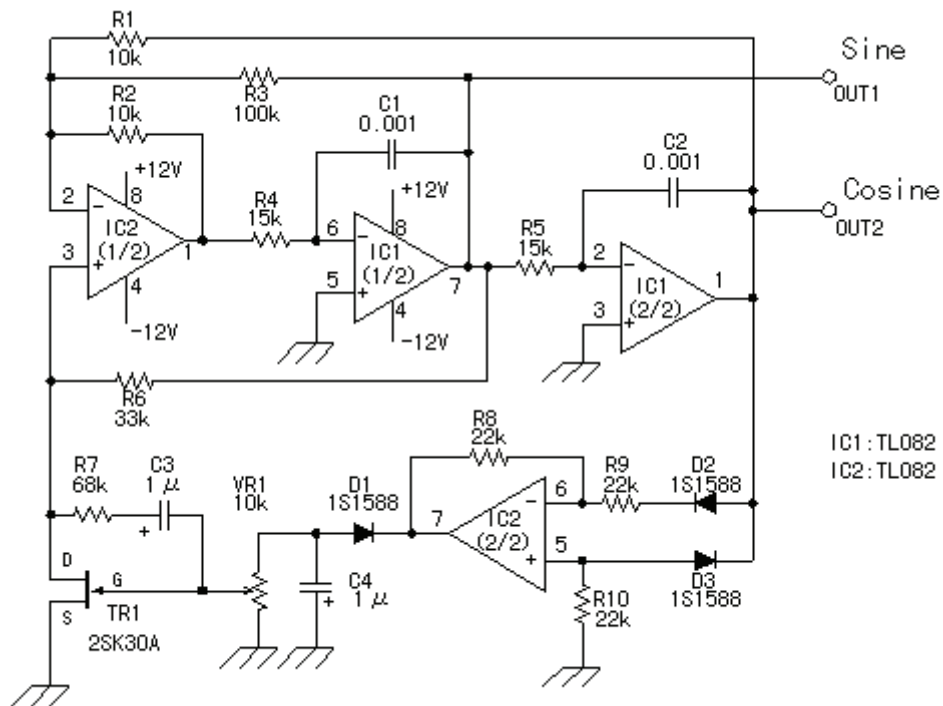 R1
10k
Sine
OUT1
R3
100k
R2
10k
C1
0.001
C2
0.001
Cosine
OUT2
+12V
8
2
−
IC2
(1/2)
3
+
1
4
-12V
R4
15k
+12V
8
6
−
IC1
(1/2)
5
+
7
4
-12V
R5
15k
2
−
IC1
(2/2)
3
+
1
R6
33k
R7
68k
C3
1μ
+
VR1
10k
D1
1S1588
C4
1μ
+
R8
22k
R9
22k
D2
1S1588
6
−
IC2
(2/2)
5
+
7
R10
22k
D3
1S1588
D
G
S
TR1
2SK30A
IC1:TL082
IC2:TL082